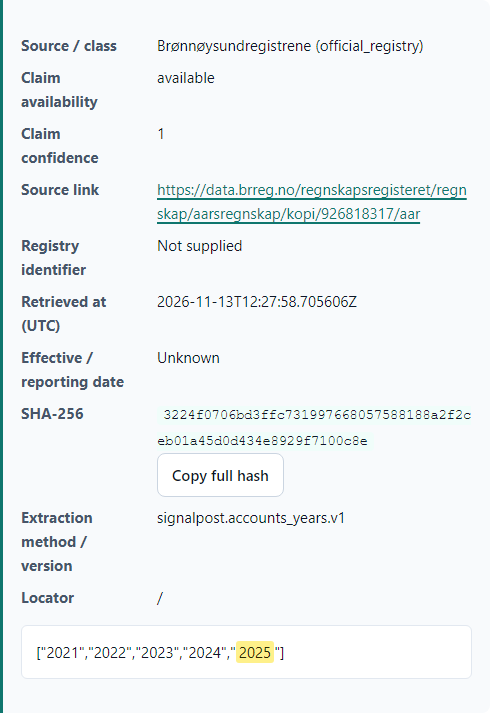 Source / class Brønnøysundregistrene (official_registry)
Claim availability available
Claim confidence 1
Source link https://data.brreg.no/regnskapsregisteret/regn
skap/aarsregnskap/kopi/926818317/aar
Registry identifier Not supplied
Retrieved at (UTC) 2026-11-13T12:27:58.705606Z
Effective / reporting date Unknown
SHA-256 3224f0706bd3ffc731997668057588188a2f2c
eb01a45d0d434e8929f7100c8e
Copy full hash
Extraction method / version signalpost.accounts_years.v1
Locator /
["2021","2022","2023","2024","2025"]